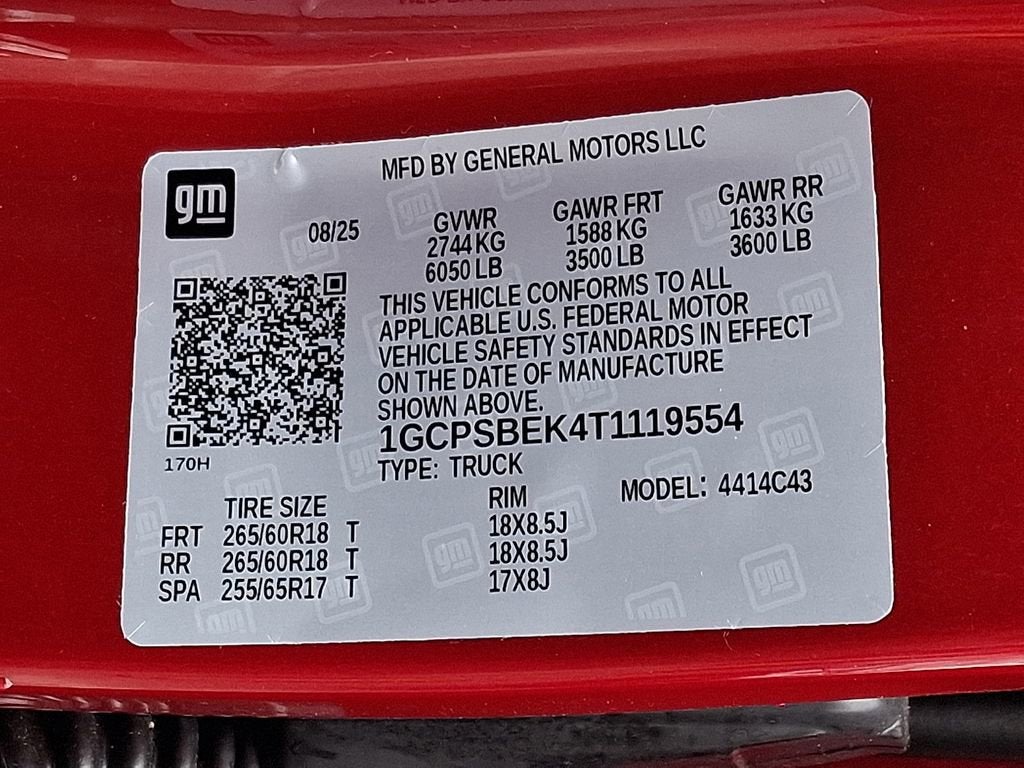 MFD BY GENERAL MOTORS LLC
gm
08/25
GVWR GAWR FRT GAWR RR
2744 KG 1588 KG 1633 KG
6050 LB 3500 LB 3600 LB
THIS VEHICLE CONFORMS TO ALL
APPLICABLE U.S. FEDERAL MOTOR
VEHICLE SAFETY STANDARDS IN EFFECT
ON THE DATE OF MANUFACTURE
SHOWN ABOVE.
1GCPSBEK4T1119554
170H
TYPE: TRUCK
MODEL: 4414C43
TIRE SIZE RIM
FRT 265/60R18 T 18X8.5J
RR 265/60R18 T 18X8.5J
SPA 255/65R17 T 17X8J